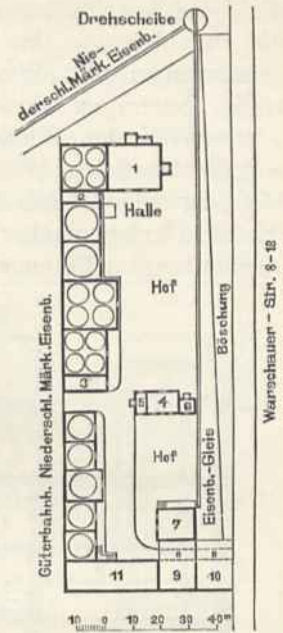 Drehscheibe
Nie-
derschl. Märk. Eisenb.
1
2
Halle
Hof
3
Güterbahnh. Niederschl. Märk. Eisenb.
Böschung
Warschauer - Str. 8-18
5 4 6
Hof
Eisenb.-Gleis
7
8 8
11 9 10
10 0 10 20 30 40 m